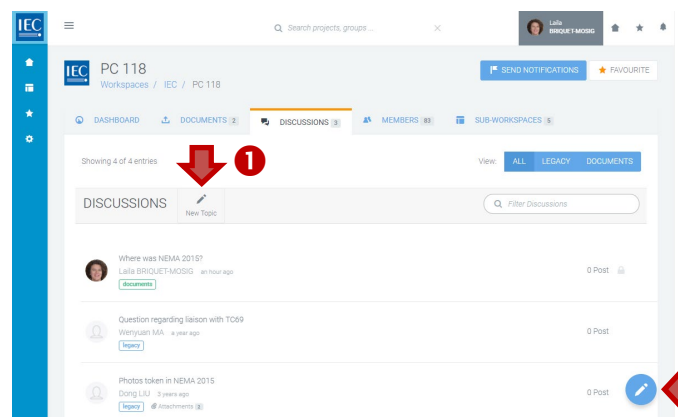 IEC
Search projects, groups ...
Laila
BRIQUET-MOSIG
IEC
PC 118
Workspaces / IEC / PC 118
SEND NOTIFICATIONS
FAVOURITE
DASHBOARD
DOCUMENTS 2
DISCUSSIONS 3
MEMBERS 83
SUB-WORKSPACES 5
Showing 4 of 4 entries
1
View: ALL LEGACY DOCUMENTS
DISCUSSIONS
New Topic
Filter Discussions
Where was NEMA 2015?
Laila BRIQUET-MOSIG an hour ago
documents
0 Post
Question regarding liaison with TC69
Wenyuan MA a year ago
legacy
0 Post
Photos token in NEMA 2015
Dong LIU 3 years ago
legacy Attachments 3
0 Post